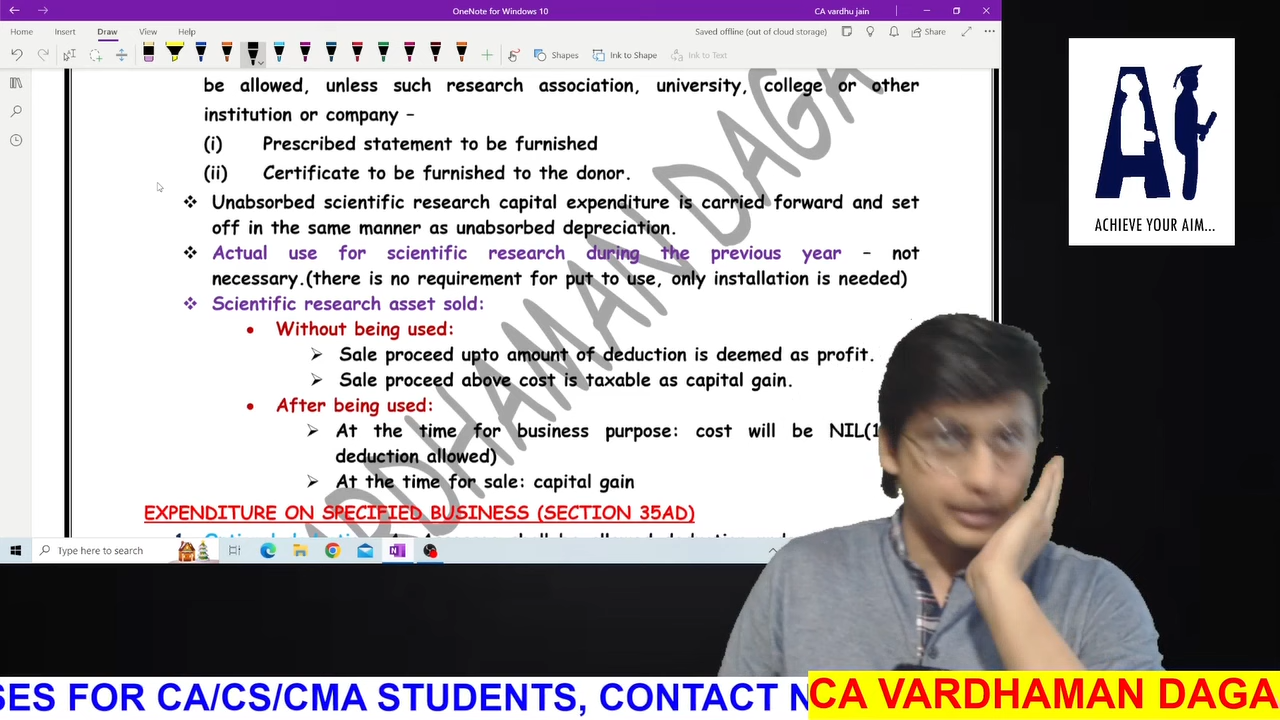 OneNote for Windows 10
CA vardhu jain
Home Insert Draw View Help
Saved offline (out of cloud storage)
Share
Shapes
Ink to Shape
Ink to Text
be allowed, unless such research association, university, college or other
institution or company –
(i) Prescribed statement to be furnished
(ii) Certificate to be furnished to the donor.
❖ Unabsorbed scientific research capital expenditure is carried forward and set
off in the same manner as unabsorbed depreciation.
❖ Actual use for scientific research during the previous year – not
necessary.(there is no requirement for put to use, only installation is needed)
❖ Scientific research asset sold:
• Without being used:
➢ Sale proceed upto amount of deduction is deemed as profit.
➢ Sale proceed above cost is taxable as capital gain.
• After being used:
➢ At the time for business purpose: cost will be NIL(1
deduction allowed)
➢ At the time for sale: capital gain
EXPENDITURE ON SPECIFIED BUSINESS (SECTION 35AD)
VARDHAMAN DAGA
Type here to search
A
ACHIEVE YOUR AIM...
SES FOR CA/CS/CMA STUDENTS, CONTACT N
CA VARDHAMAN DAGA